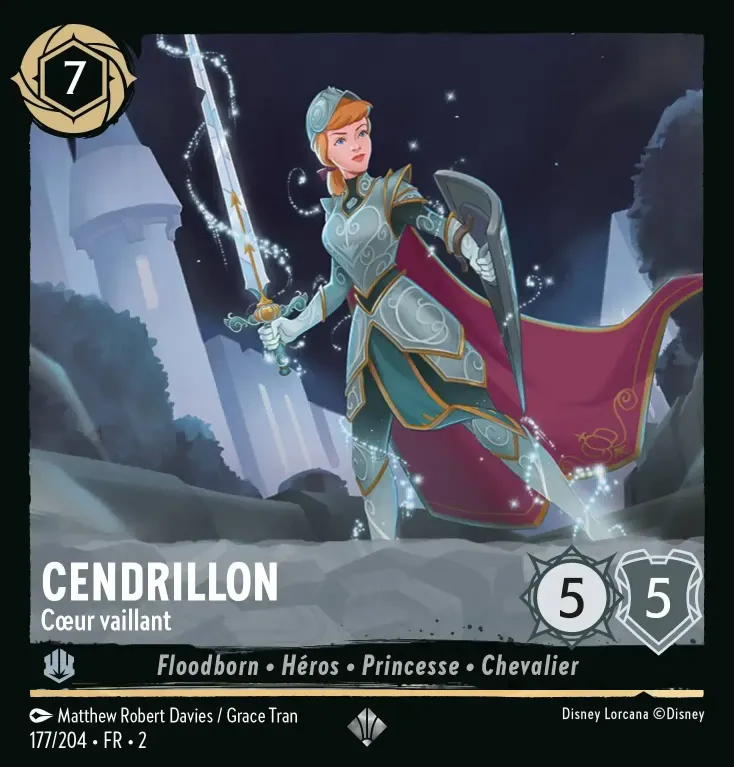 7
CENDRILLON
Cœur vaillant
5 5
Floodborn • Héros • Princesse • Chevalier
Matthew Robert Davies / Grace Tran
Disney Lorcana ©Disney
177/204 • FR • 2